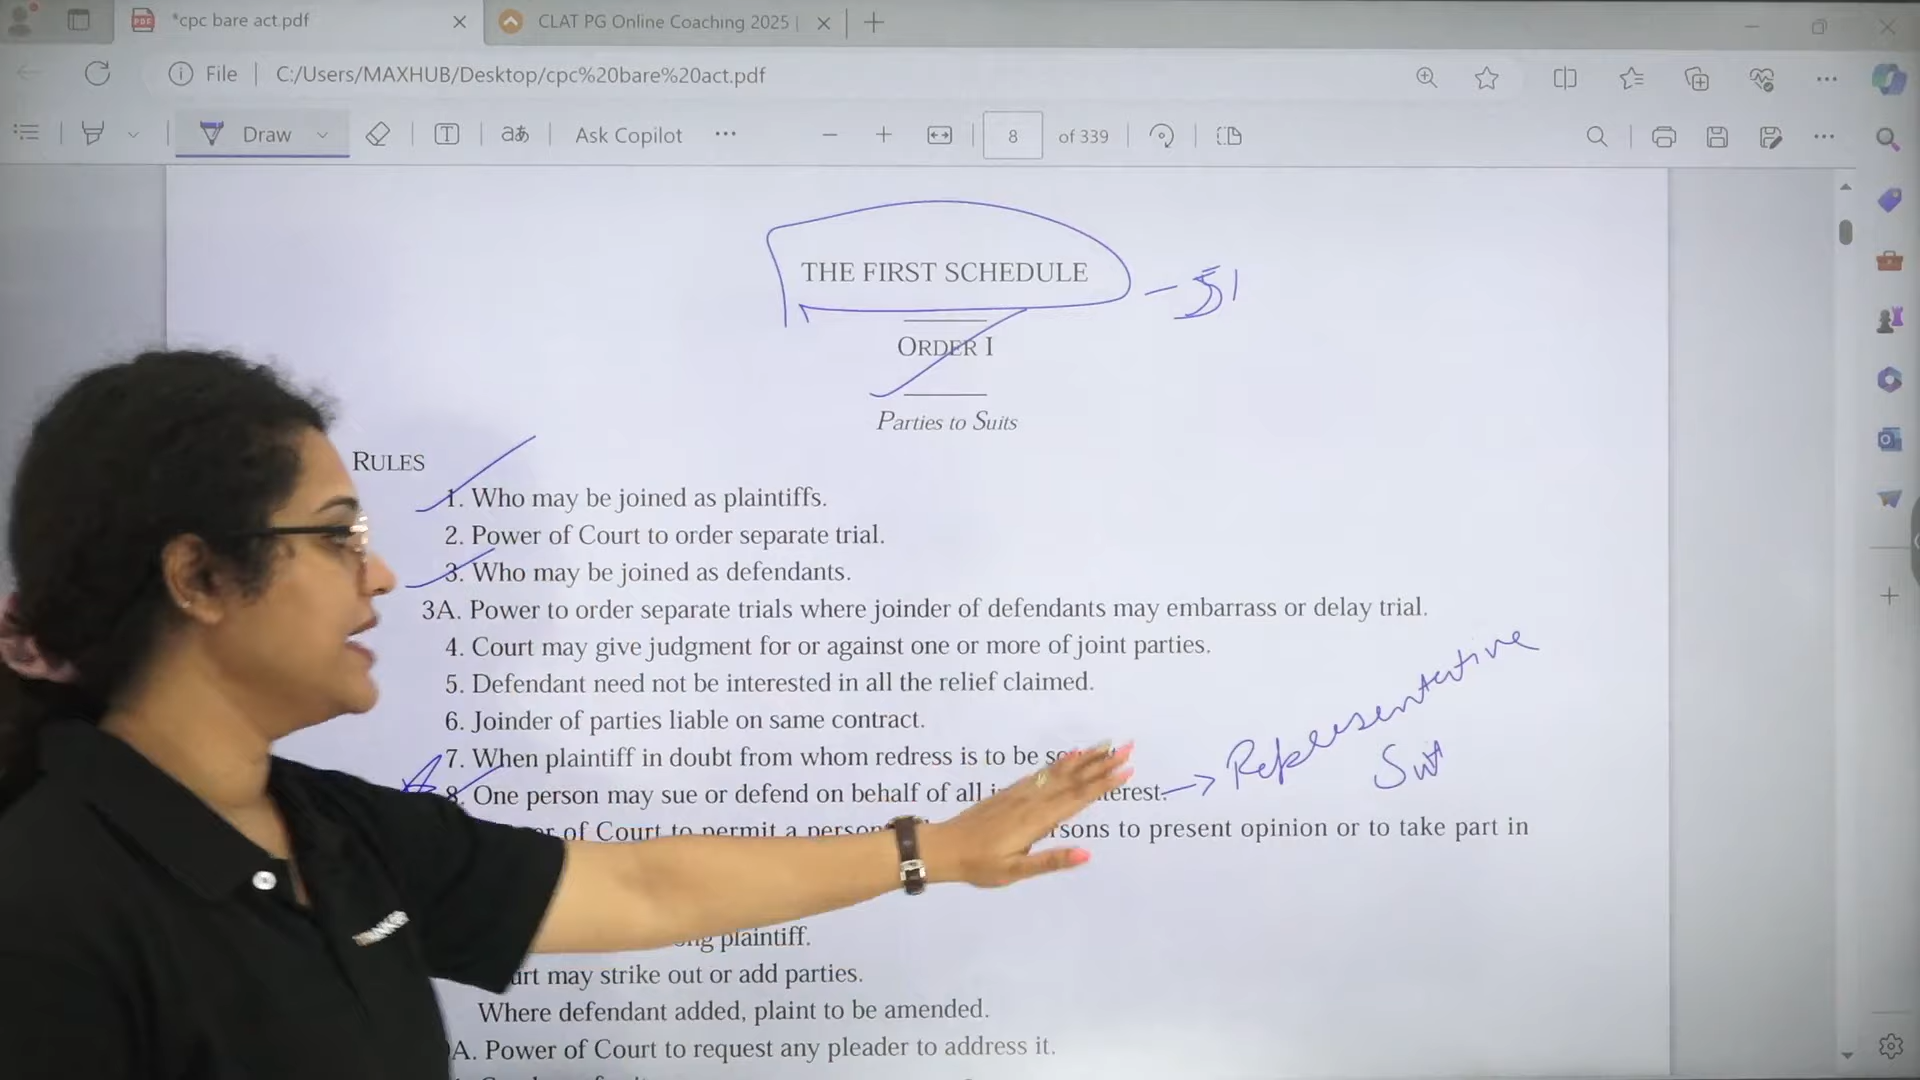 *cpc bare act.pdf
CLAT PG Online Coaching 2025 |
File
C:/Users/MAXHUB/Desktop/cpc%20bare%20act.pdf
Draw
aあ
Ask Copilot
8
of 339
THE FIRST SCHEDULE
- 51
ORDER I
Parties to Suits
RULES
1. Who may be joined as plaintiffs.
2. Power of Court to order separate trial.
3. Who may be joined as defendants.
3A. Power to order separate trials where joinder of defendants may embarrass or delay trial.
4. Court may give judgment for or against one or more of joint parties.
5. Defendant need not be interested in all the relief claimed.
6. Joinder of parties liable on same contract.
7. When plaintiff in doubt from whom redress is to be
8. One person may sue or defend on behalf of all
Representative
Suit
of Court to permit a person
to present opinion or to take part in
plaintiff.
may strike out or add parties.
Where defendant added, plaint to be amended.
A. Power of Court to request any pleader to address it.